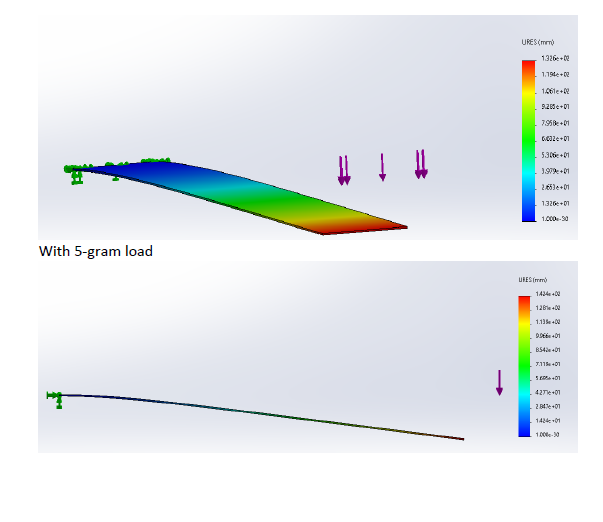 URES (mm)
1.326e+02
1.194e+02
1.061e+02
9.285e+01
7.958e+01
6.632e+01
5.306e+01
3.979e+01
2.653e+01
1.326e+01
1.000e-30
With 5-gram load
URES (mm)
1.424e+02
1.281e+02
1.139e+02
9.966e+01
8.542e+01
7.119e+01
5.695e+01
4.271e+01
2.847e+01
1.424e+01
1.000e-30